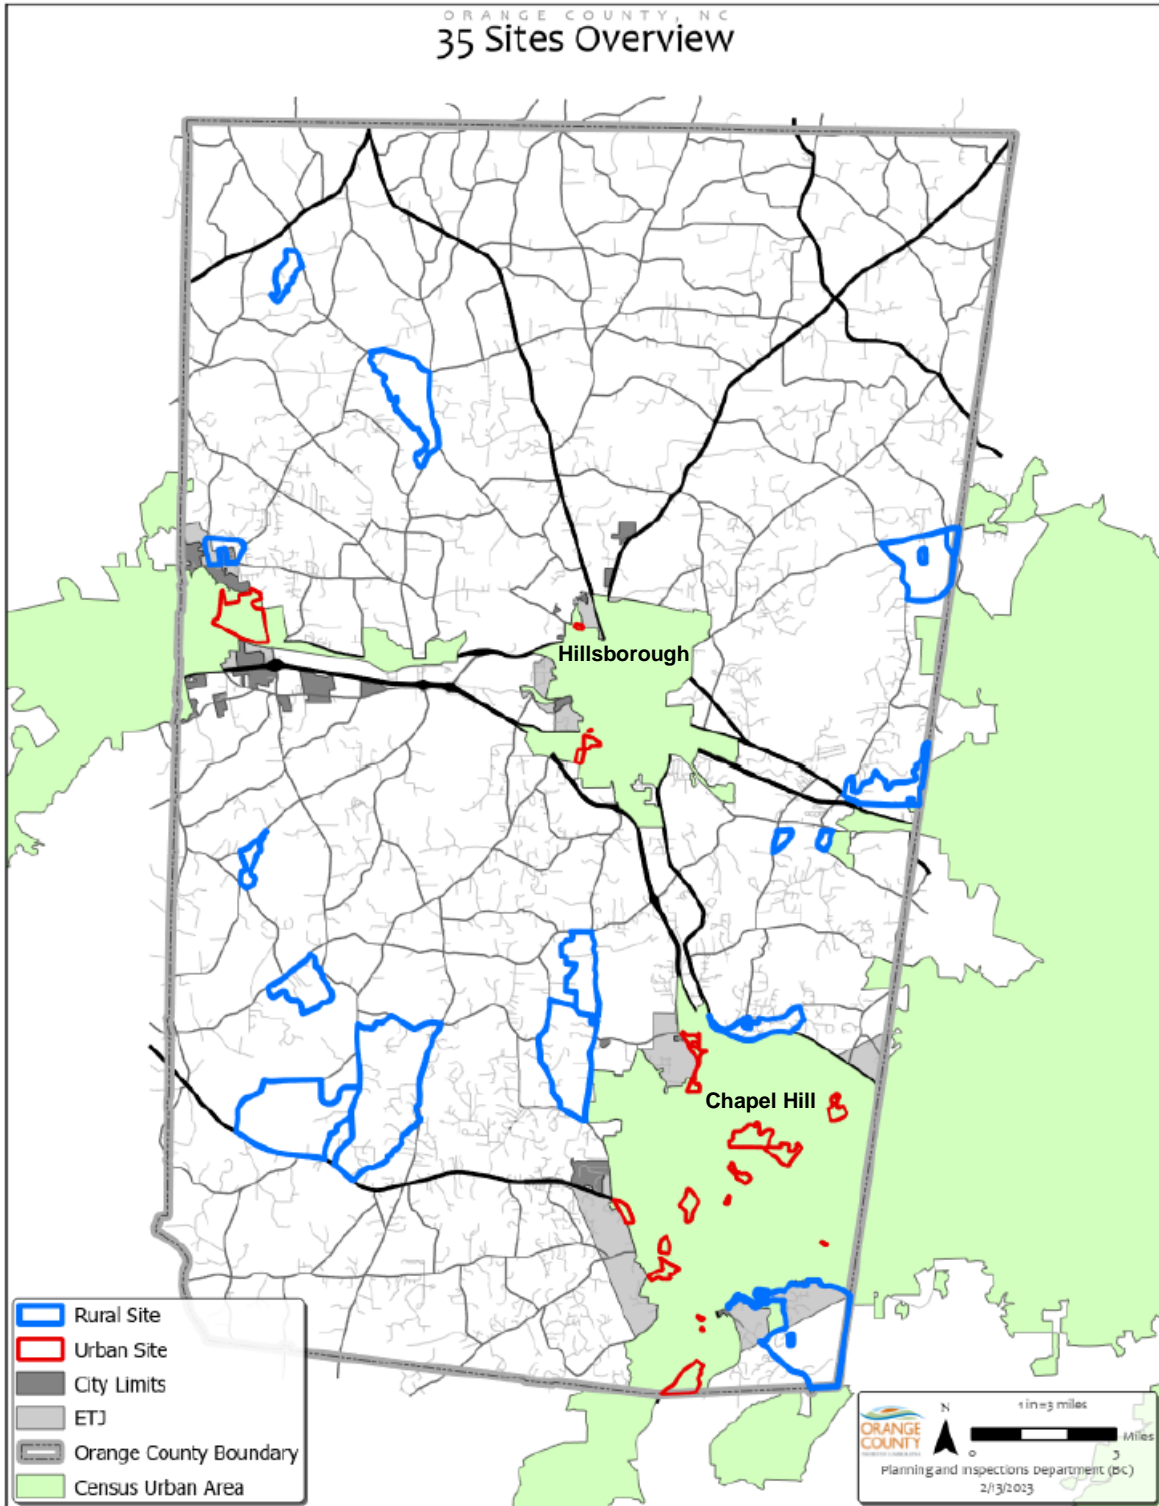 ORANGE COUNTY, NC
35 Sites Overview
Hillsborough
Chapel Hill
Rural Site
Urban Site
City Limits
ETJ
Orange County Boundary
Census Urban Area
ORANGE
COUNTY
N
1 in=3 miles
Miles
0 3
Planning and Inspections Department (BC)
2/13/2023